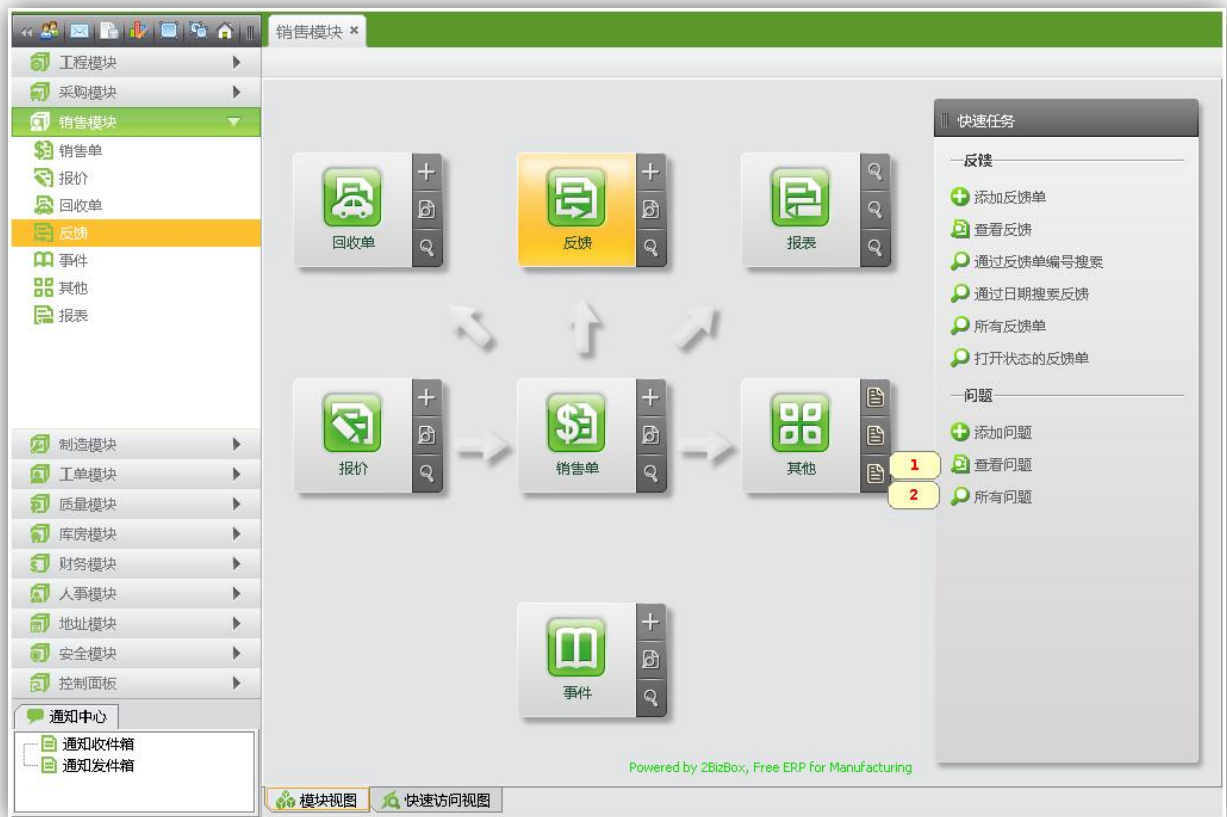 销售模块
工程模块
采购模块
销售模块
销售单
报价
回收单
反馈
事件
其他
报表
制造模块
工单模块
质量模块
库房模块
财务模块
人事模块
地址模块
安全模块
控制面板
通知中心
通知收件箱
通知发件箱
回收单
反馈
报表
报价
销售单
其他
事件
Powered by 2BizBox, Free ERP for Manufacturing
模块视图
快速访问视图
快速任务
反馈
添加反馈单
查看反馈
通过反馈单编号搜索
通过日期搜索反馈
所有反馈单
打开状态的反馈单
问题
添加问题
1
查看问题
2
所有问题